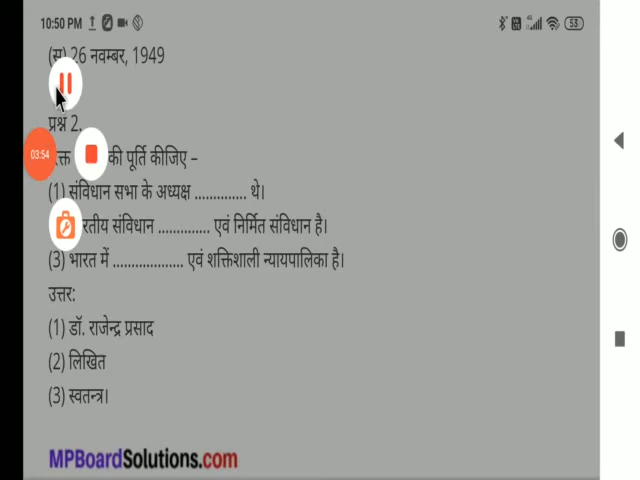 10:50 PM
53
(स) 26 नवम्बर, 1949
प्रश्न 2.
03:54
क्त की पूर्ति कीजिए –
(1) संविधान सभा के अध्यक्ष .............. थे।
रतीय संविधान .............. एवं निर्मित संविधान है।
(3) भारत में ................... एवं शक्तिशाली न्यायपालिका है।
उत्तर:
(1) डॉ. राजेन्द्र प्रसाद
(2) लिखित
(3) स्वतन्त्र।
MPBoardSolutions.com